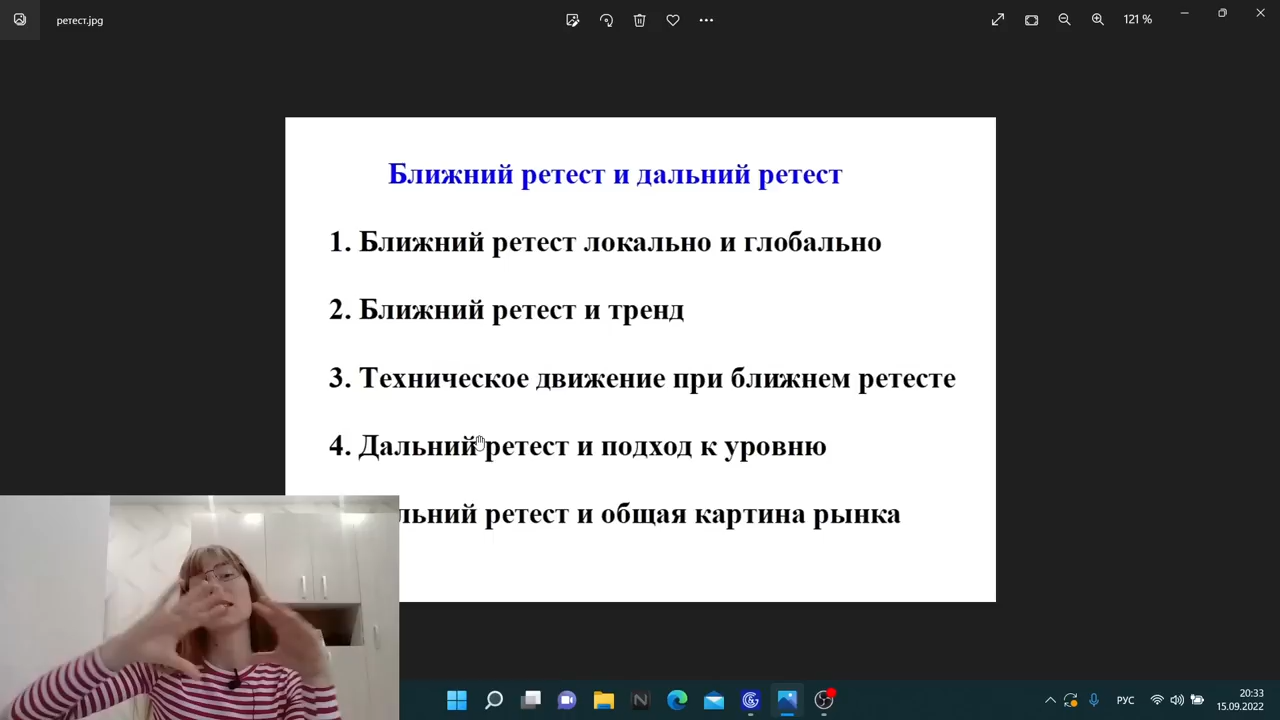 ретест.jpg
121 %
Ближний ретест и дальний ретест
1. Ближний ретест локально и глобально
2. Ближний ретест и тренд
3. Техническое движение при ближнем ретесте
4. Дальний ретест и подход к уровню
льний ретест и общая картина рынка
РУС
20:33
15.09.2022